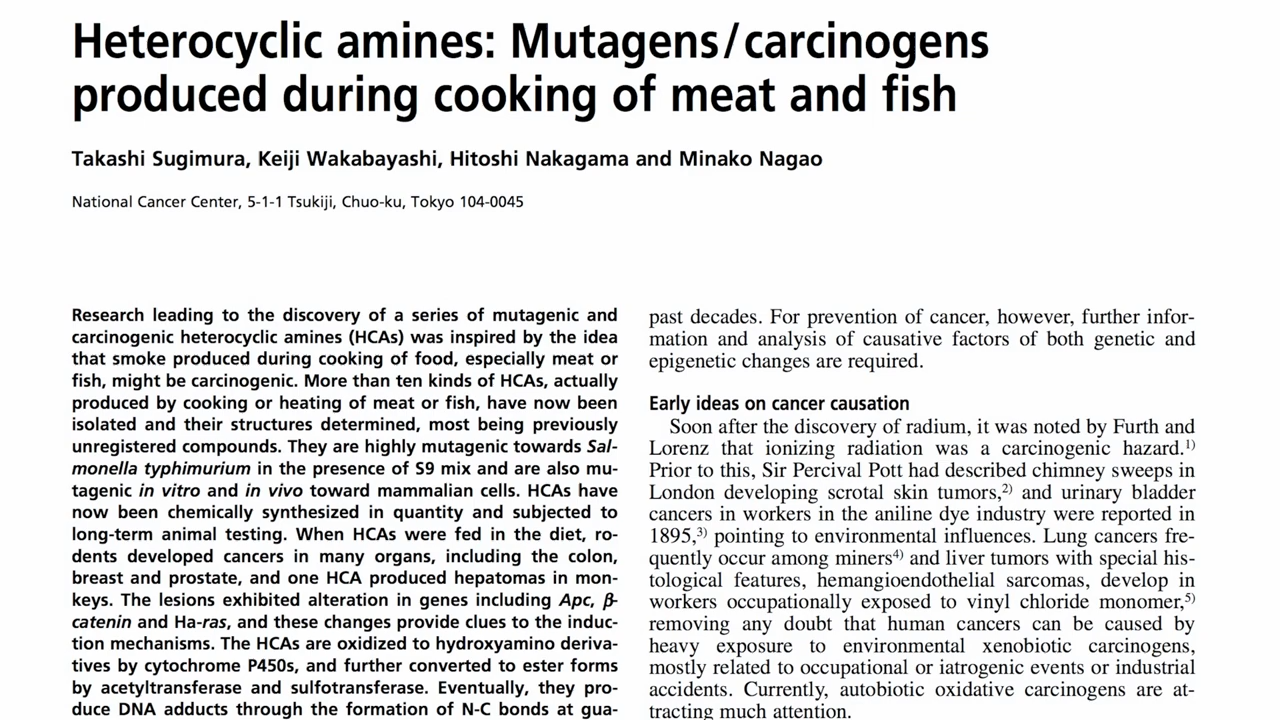 Heterocyclic amines: Mutagens/carcinogens
produced during cooking of meat and fish
Takashi Sugimura, Keiji Wakabayashi, Hitoshi Nakagama and Minako Nagao
National Cancer Center, 5-1-1 Tsukiji, Chuo-ku, Tokyo 104-0045
Research leading to the discovery of a series of mutagenic and
carcinogenic heterocyclic amines (HCAs) was inspired by the idea
that smoke produced during cooking of food, especially meat or
fish, might be carcinogenic. More than ten kinds of HCAs, actually
produced by cooking or heating of meat or fish, have now been
isolated and their structures determined, most being previously
unregistered compounds. They are highly mutagenic towards Sal-
monella typhimurium in the presence of S9 mix and are also mu-
tagenic in vitro and in vivo toward mammalian cells. HCAs have
now been chemically synthesized in quantity and subjected to
long-term animal testing. When HCAs were fed in the diet, ro-
dents developed cancers in many organs, including the colon,
breast and prostate, and one HCA produced hepatomas in mon-
keys. The lesions exhibited alteration in genes including Apc, β-
catenin and Ha-ras, and these changes provide clues to the induc-
tion mechanisms. The HCAs are oxidized to hydroxyamino deriva-
tives by cytochrome P450s, and further converted to ester forms
by acetyltransferase and sulfotransferase. Eventually, they pro-
duce DNA adducts through the formation of N-C bonds at gua-
past decades. For prevention of cancer, however, further infor-
mation and analysis of causative factors of both genetic and
epigenetic changes are required.
Early ideas on cancer causation
Soon after the discovery of radium, it was noted by Furth and
Lorenz that ionizing radiation was a carcinogenic hazard.1)
Prior to this, Sir Percival Pott had described chimney sweeps in
London developing scrotal skin tumors,2) and urinary bladder
cancers in workers in the aniline dye industry were reported in
1895,3) pointing to environmental influences. Lung cancers fre-
quently occur among miners4) and liver tumors with special his-
tological features, hemangioendothelial sarcomas, develop in
workers occupationally exposed to vinyl chloride monomer,5)
removing any doubt that human cancers can be caused by
heavy exposure to environmental xenobiotic carcinogens,
mostly related to occupational or iatrogenic events or industrial
accidents. Currently, autobiotic oxidative carcinogens are at-
tracting much attention.